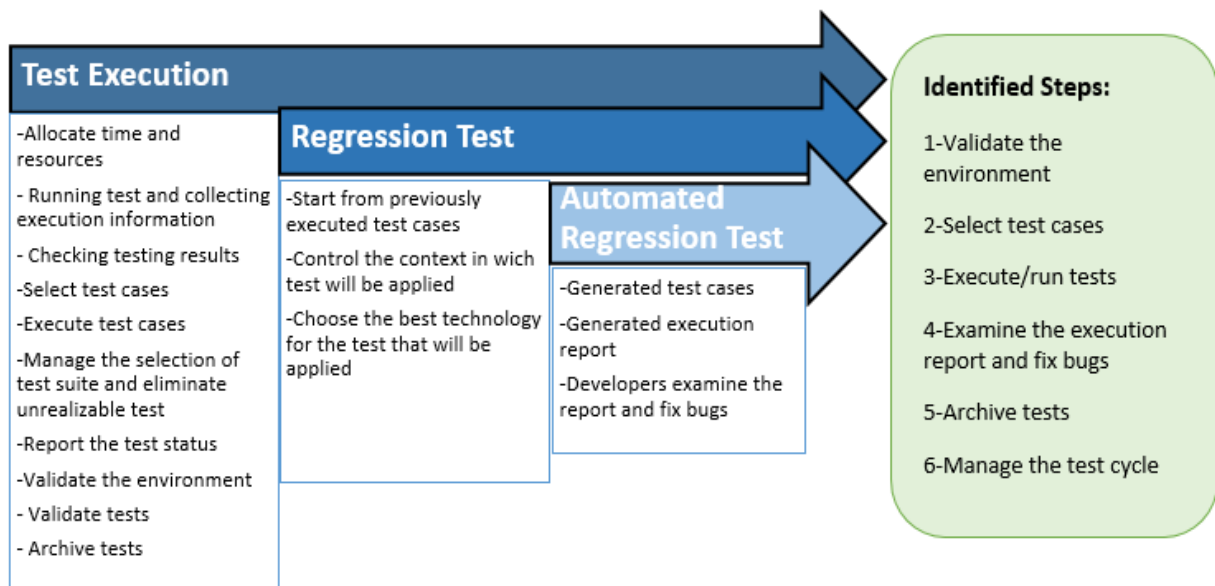 Test Execution
-Allocate time and
resources
- Running test and collecting
execution information
- Checking testing results
-Select test cases
-Execute test cases
-Manage the selection of
test suite and eliminate
unrealizable test
-Report the test status
-Validate the environment
- Validate tests
- Archive tests
Regression Test
-Start from previously
executed test cases
-Control the context in wich
test will be applied
-Choose the best technology
for the test that will be
applied
Automated
Regression Test
-Generated test cases
-Generated execution
report
-Developers examine the
report and fix bugs
Identified Steps:
1-Validate the
environment
2-Select test cases
3-Execute/run tests
4-Examine the execution
report and fix bugs
5-Archive tests
6-Manage the test cycle